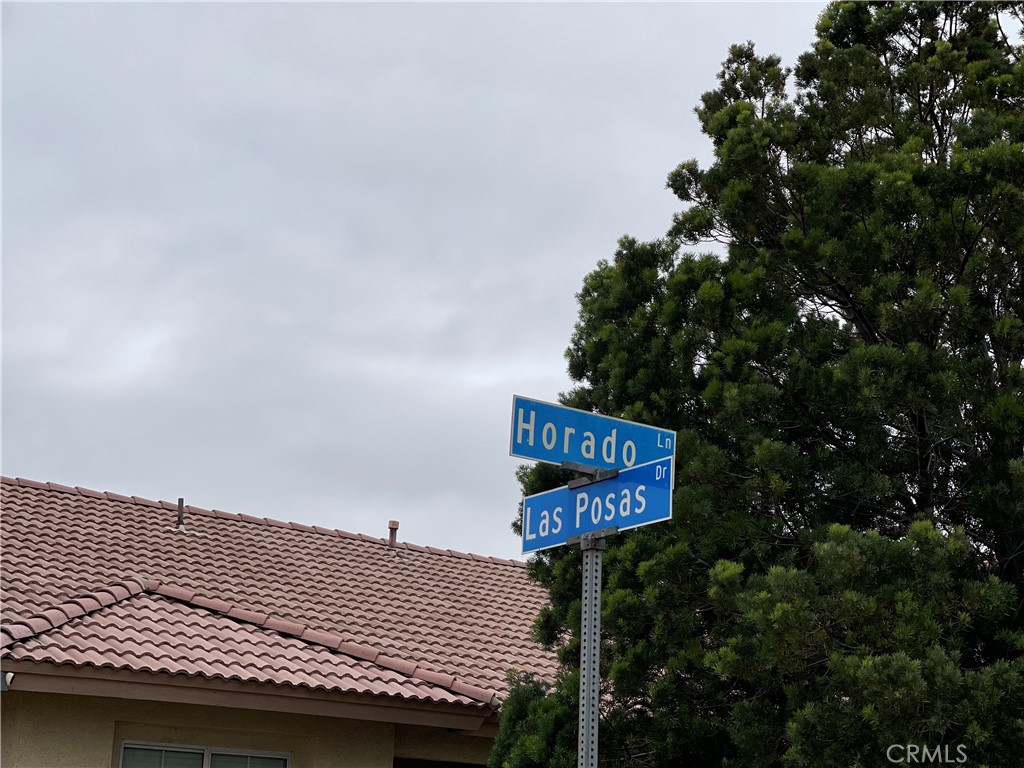 Horado Ln
Las Posas Dr
CRMLS